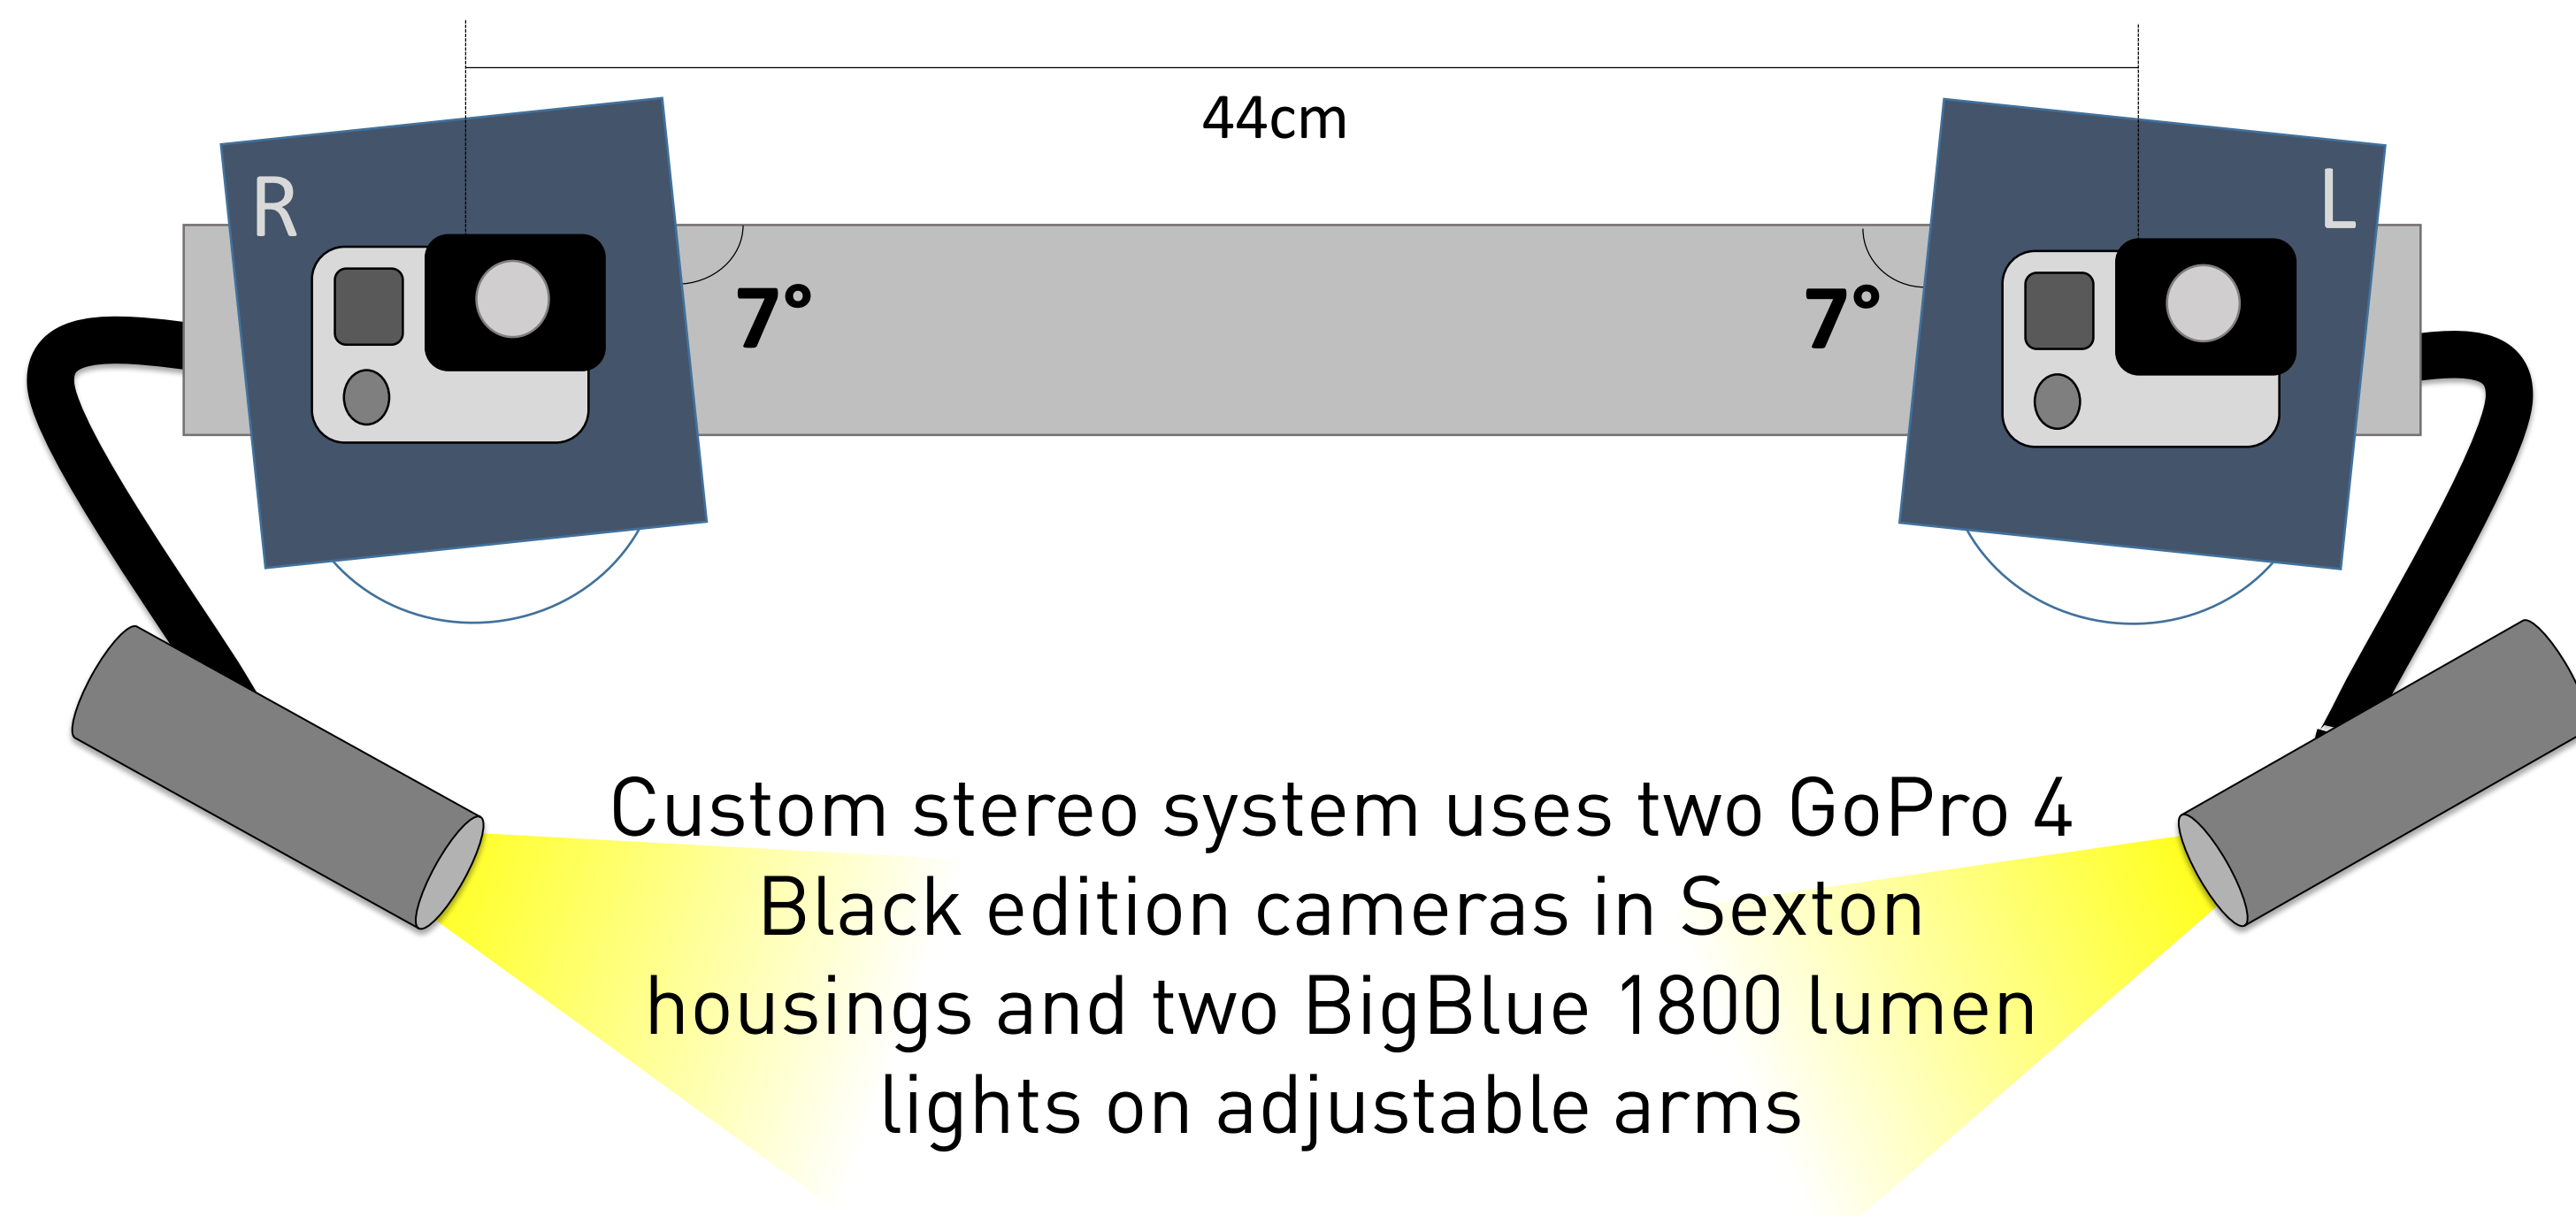 44cm
R
L
7°
7°
Custom stereo system uses two GoPro 4
Black edition cameras in Sexton
housings and two BigBlue 1800 lumen
lights on adjustable arms